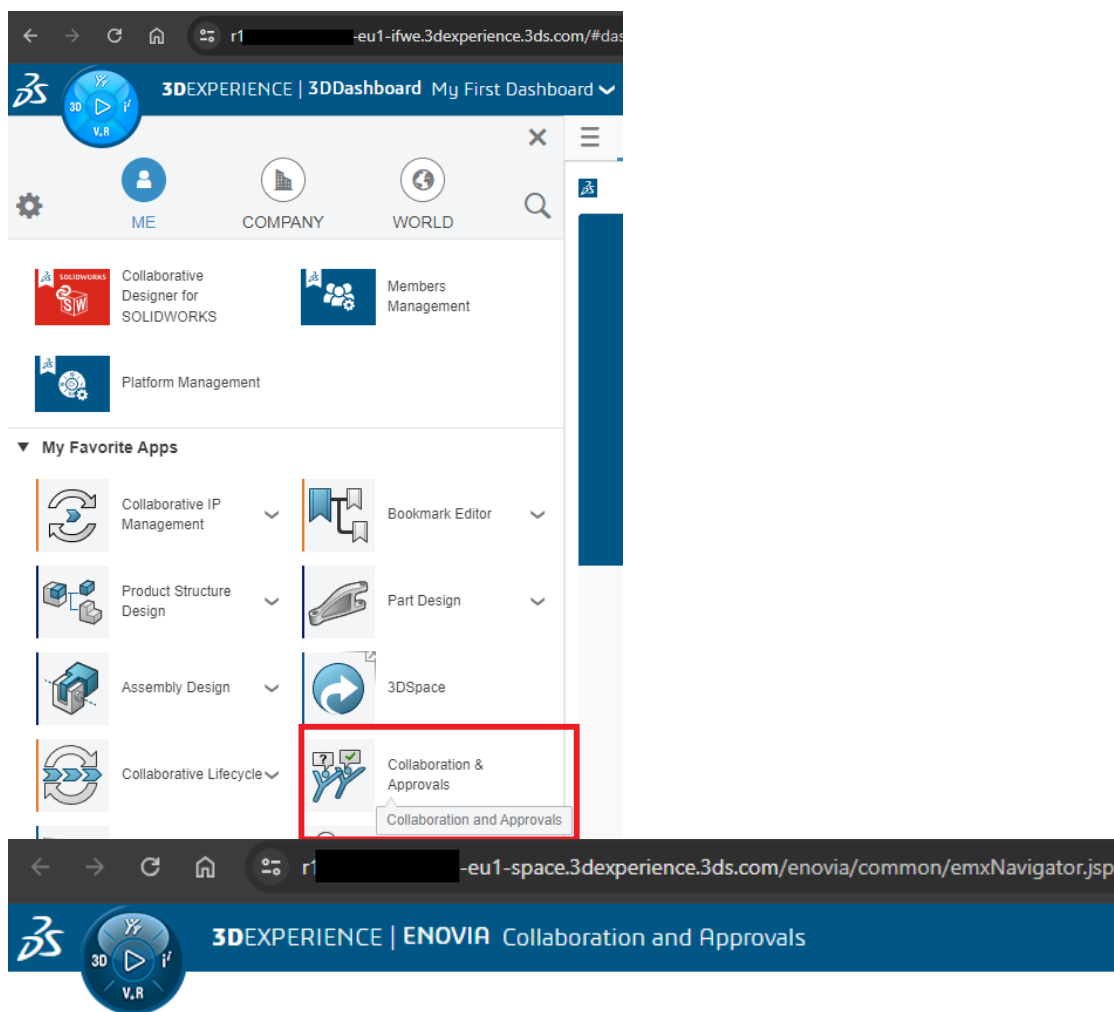 r1 -eu1-ifwe.3dexperience.3ds.com/#das
3DEXPERIENCE | 3DDashboard My First Dashboard
3D V.R i'
ME COMPANY WORLD
SOLIDWORKS
SW
Collaborative
Designer for
SOLIDWORKS
Members
Management
Platform Management
My Favorite Apps
Collaborative IP
Management
Bookmark Editor
Product Structure
Design
Part Design
Assembly Design
3DSpace
Collaborative Lifecycle
Collaboration &
Approvals
Collaboration and Approvals
r1 -eu1-space.3dexperience.3ds.com/enovia/common/emxNavigator.jsp
3DEXPERIENCE | ENOVIA Collaboration and Approvals
3D V.R i'